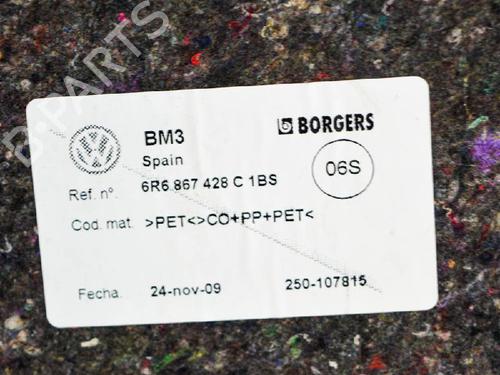 B-PARTS
BM3
BORGERS
Spain
06S
Ref. nº. 6R6.867 428 C 1BS
Cod. mat. >PET<>CO+PP+PET<
Fecha. 24-nov-09 250-107815